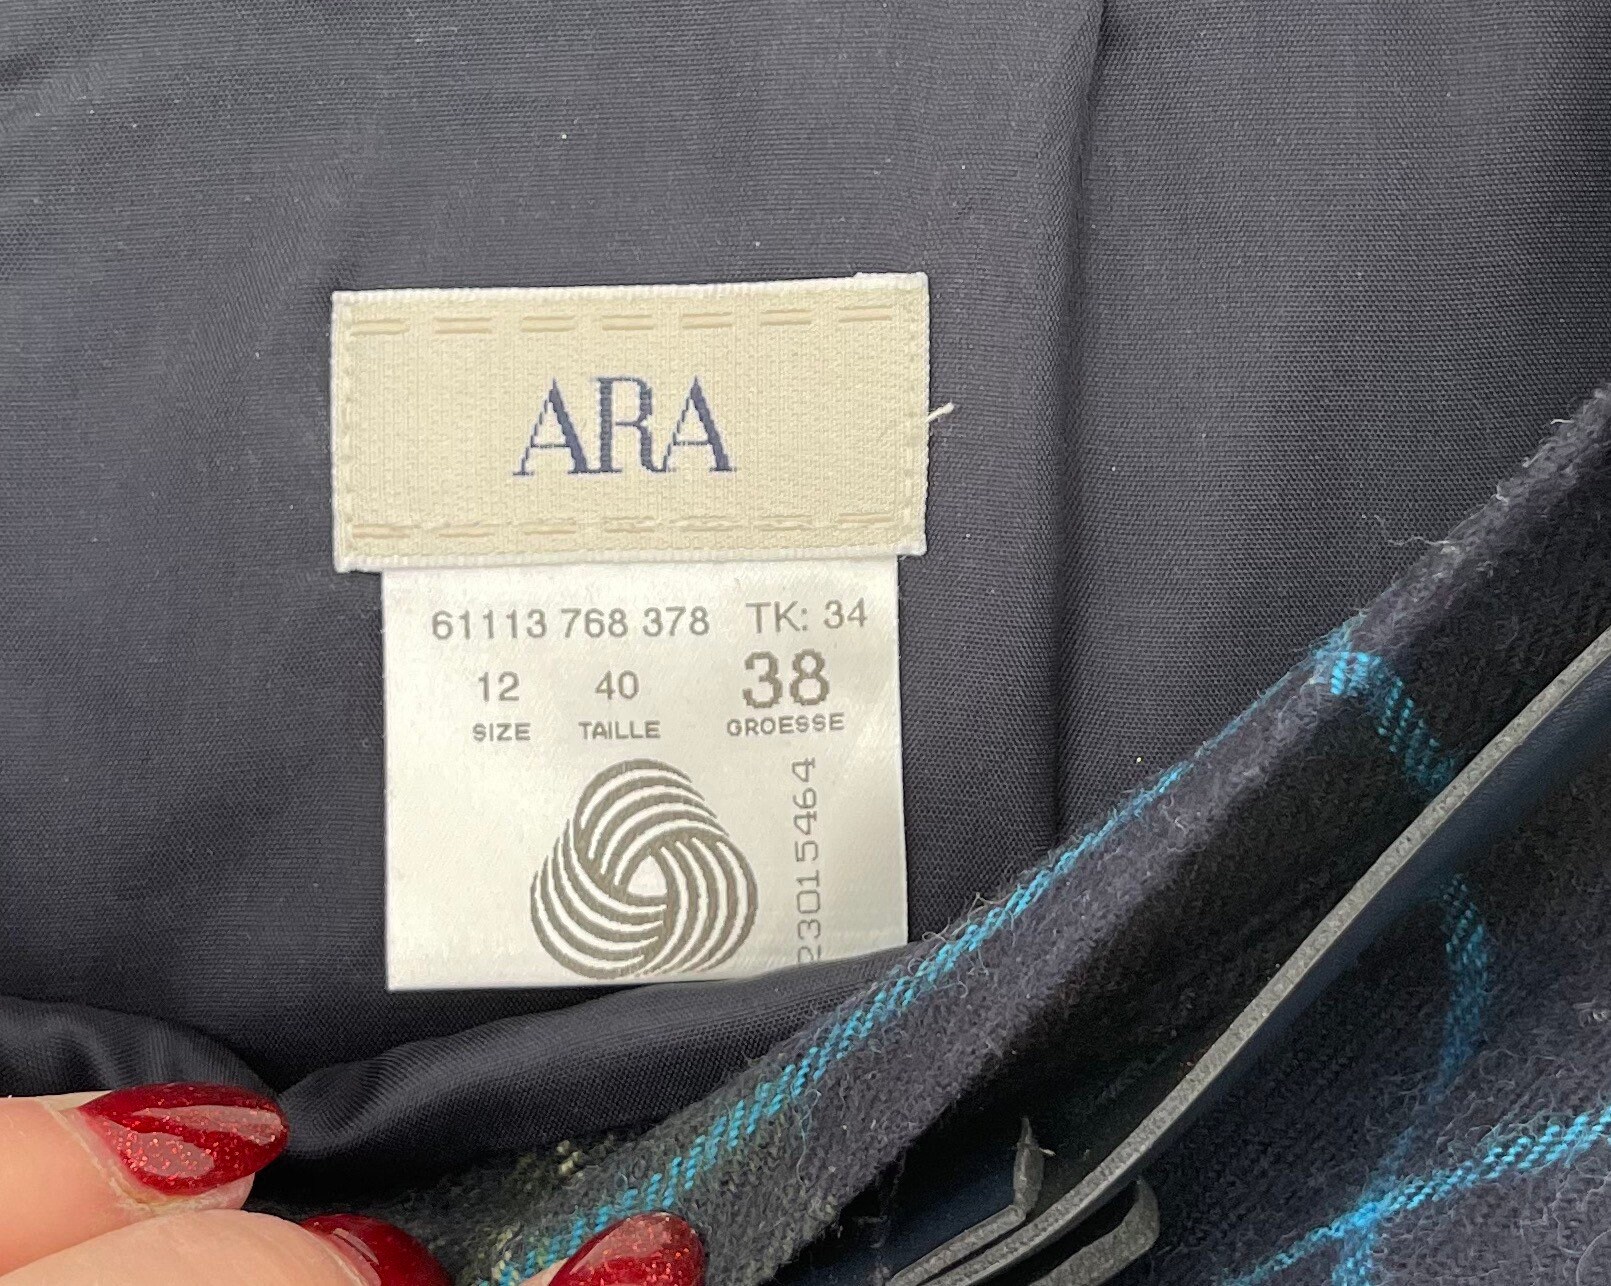 ARA
61113 768 378 TK: 34
12 40 38
SIZE TAILLE GROESSE
23015464